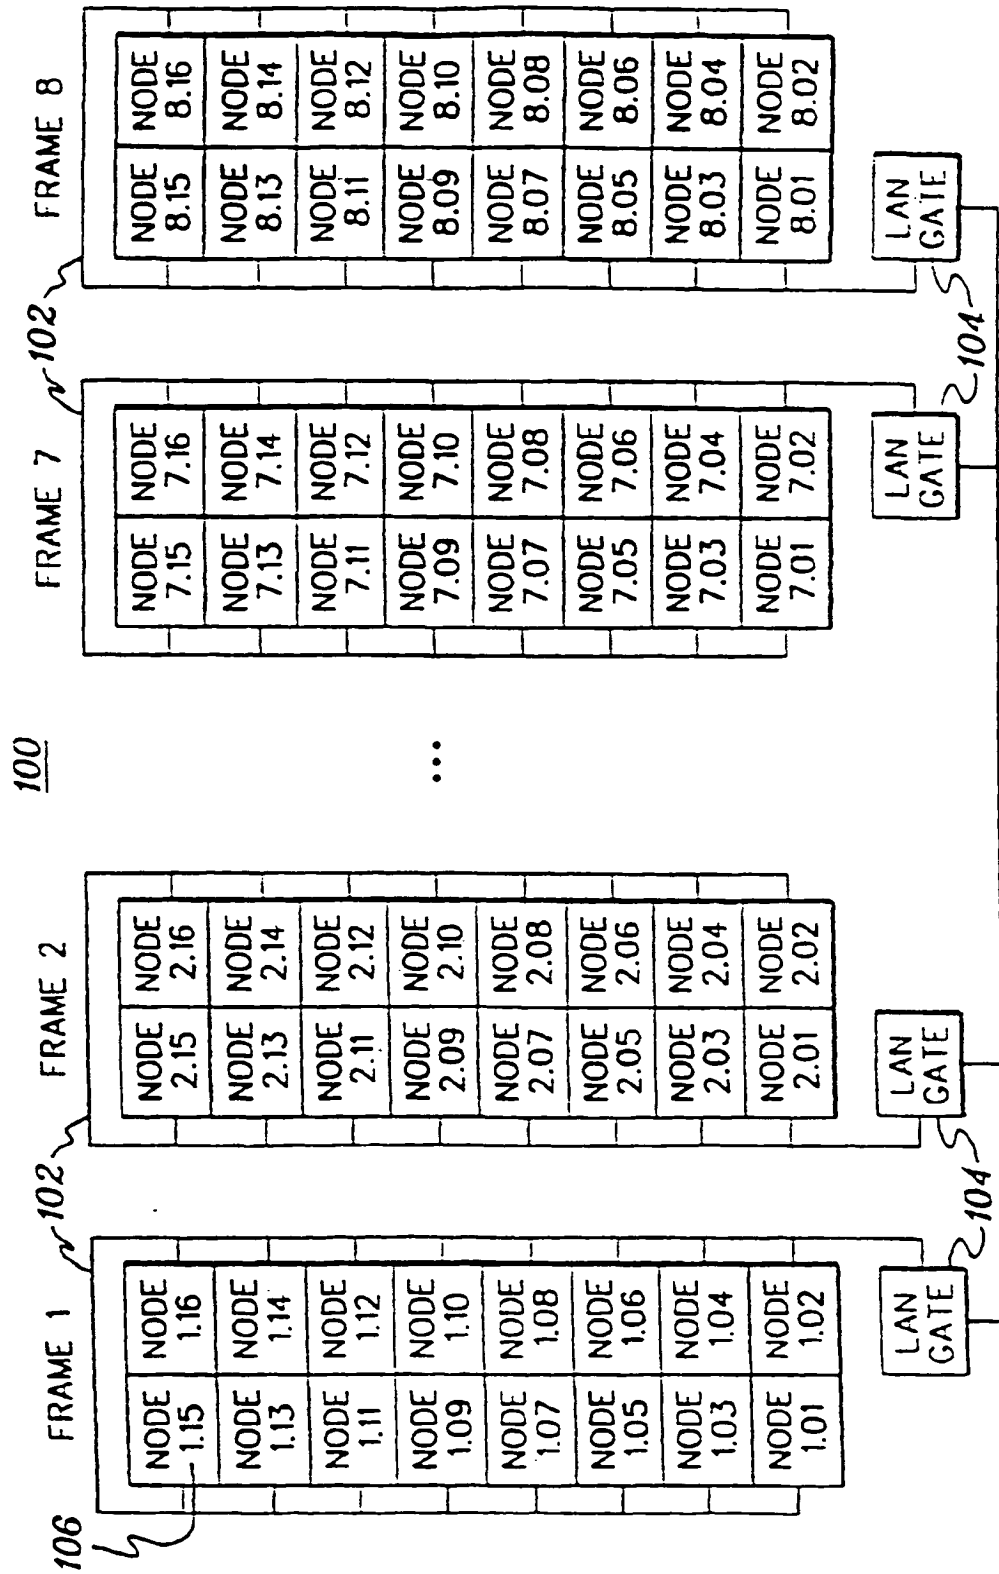 100
FRAME 1
FRAME 2
FRAME 7
FRAME 8
102
102
106
NODE 1.15
NODE 1.16
NODE 1.13
NODE 1.14
NODE 1.11
NODE 1.12
NODE 1.09
NODE 1.10
NODE 1.07
NODE 1.08
NODE 1.05
NODE 1.06
NODE 1.03
NODE 1.04
NODE 1.01
NODE 1.02
LAN
GATE
NODE 2.15
NODE 2.16
NODE 2.13
NODE 2.14
NODE 2.11
NODE 2.12
NODE 2.09
NODE 2.10
NODE 2.07
NODE 2.08
NODE 2.05
NODE 2.06
NODE 2.03
NODE 2.04
NODE 2.01
NODE 2.02
LAN
GATE
104
...
NODE 7.15
NODE 7.16
NODE 7.13
NODE 7.14
NODE 7.11
NODE 7.12
NODE 7.09
NODE 7.10
NODE 7.07
NODE 7.08
NODE 7.05
NODE 7.06
NODE 7.03
NODE 7.04
NODE 7.01
NODE 7.02
LAN
GATE
NODE 8.15
NODE 8.16
NODE 8.13
NODE 8.14
NODE 8.11
NODE 8.12
NODE 8.09
NODE 8.10
NODE 8.07
NODE 8.08
NODE 8.05
NODE 8.06
NODE 8.03
NODE 8.04
NODE 8.01
NODE 8.02
LAN
GATE
104